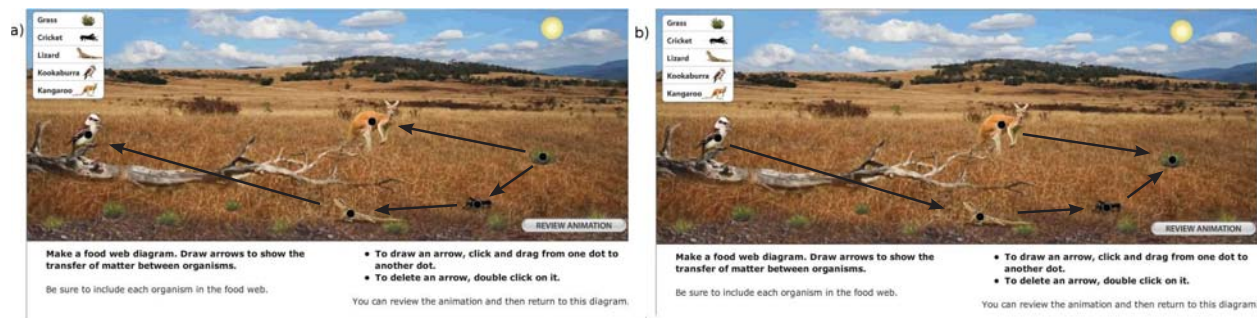 a)
Grass
Cricket
Lizard
Kookaburra
Kangaroo
REVIEW ANIMATION
Make a food web diagram. Draw arrows to show the
transfer of matter between organisms.
Be sure to include each organism in the food web.
• To draw an arrow, click and drag from one dot to
another dot.
• To delete an arrow, double click on it.
You can review the animation and then return to this diagram.
b)
Grass
Cricket
Lizard
Kookaburra
Kangaroo
REVIEW ANIMATION
Make a food web diagram. Draw arrows to show the
transfer of matter between organisms.
Be sure to include each organism in the food web.
• To draw an arrow, click and drag from one dot to
another dot.
• To delete an arrow, double click on it.
You can review the animation and then return to this diagram